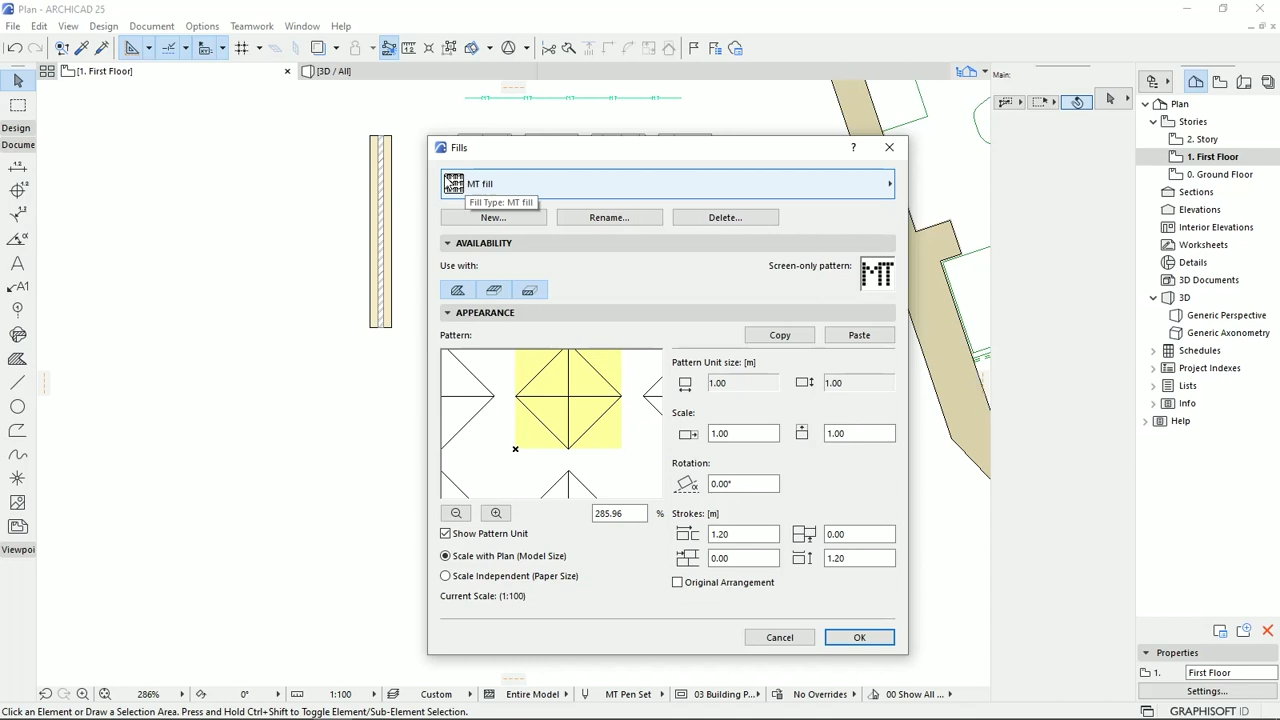 Plan - ARCHICAD 25
File Edit View Design Document Options Teamwork Window Help
[1. First Floor]
[3D / All]
Main:
Design
Docume
Viewpoi
Fills
?
MT fill
Fill Type: MT fill
New...
Rename...
Delete...
AVAILABILITY
Use with:
Screen-only pattern:
MT
APPEARANCE
Pattern:
Copy
Paste
Pattern Unit size: [m]
1.00
1.00
Scale:
1.00
1.00
Rotation:
0.00°
Strokes: [m]
1.20
0.00
0.00
1.20
Original Arrangement
285.96 %
Show Pattern Unit
Scale with Plan (Model Size)
Scale Independent (Paper Size)
Current Scale: (1:100)
Cancel
OK
Plan
Stories
2. Story
1. First Floor
0. Ground Floor
Sections
Elevations
Interior Elevations
Worksheets
Details
3D Documents
3D
Generic Perspective
Generic Axonometry
Schedules
Project Indexes
Lists
Info
Help
Properties
1. First Floor
Settings...
286%
0°
1:100
Custom
Entire Model
MT Pen Set
03 Building P...
No Overrides
00 Show All ...
Click an Element or Draw a Selection Area. Press and Hold Ctrl+Shift to Toggle Element/Sub-Element Selection.
GRAPHISOFT ID